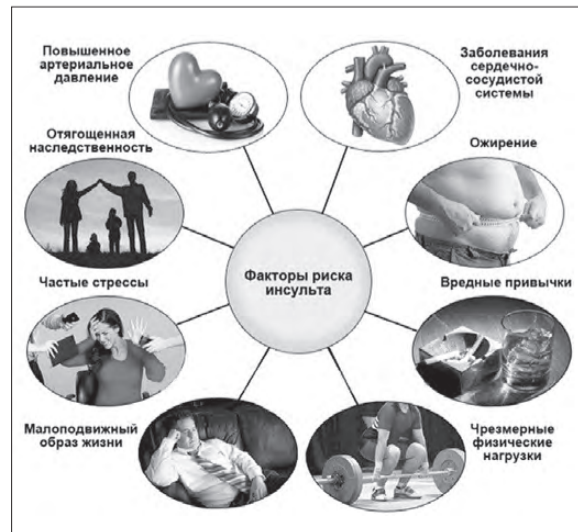 Повышенное
артериальное
давление
Заболевания
сердечно-
сосудистой
системы
Отягощенная
наследственность
Ожирение
Факторы риска
инсульта
Частые стрессы
Вредные привычки
Малоподвижный
образ жизни
Чрезмерные
физические
нагрузки